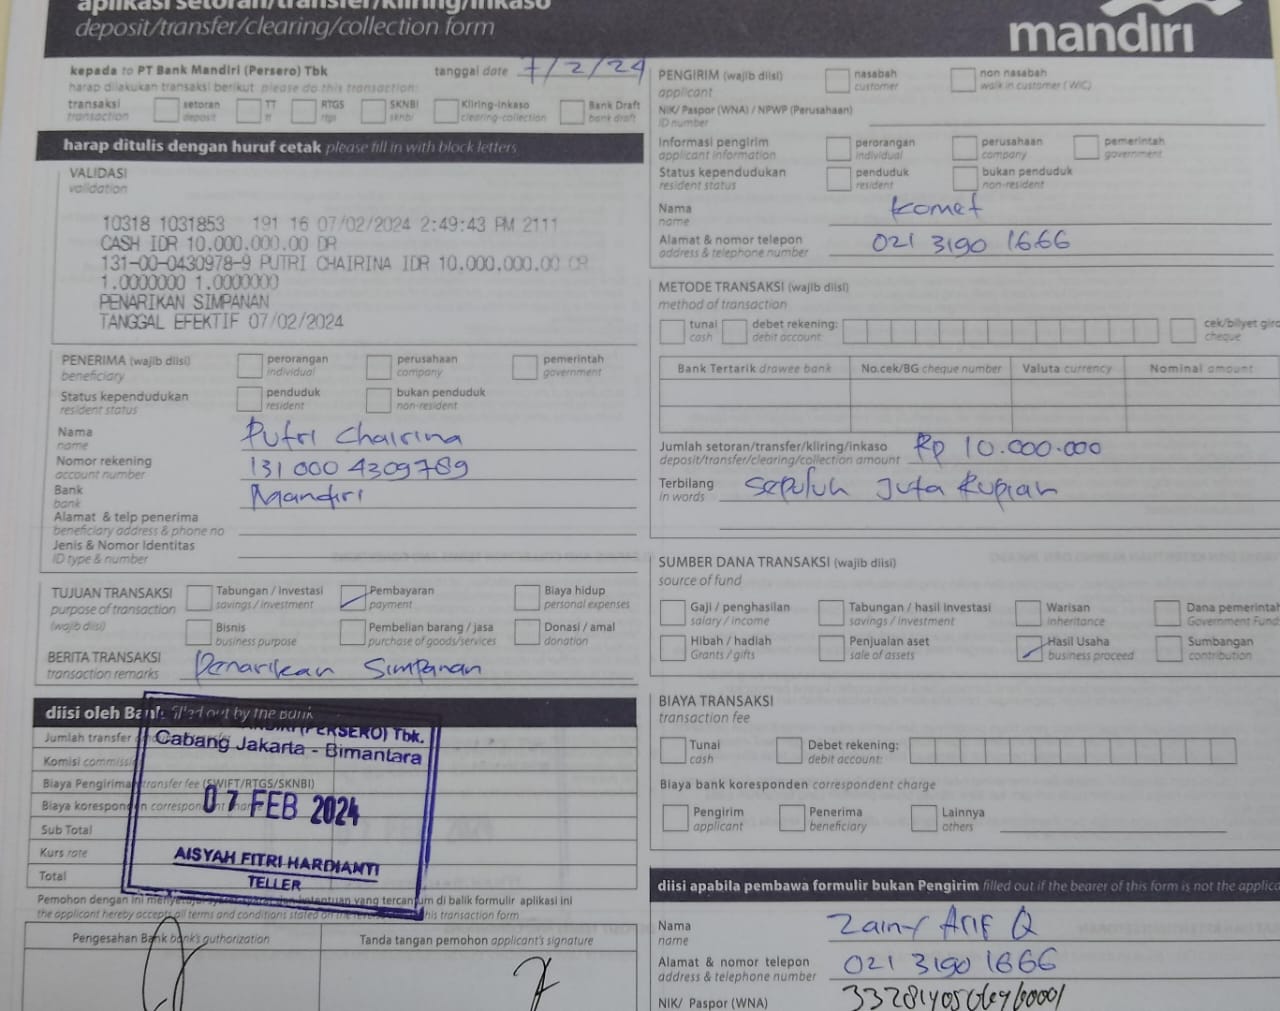 aplikasi setoran/transfer/kliring/inkaso
deposit/transfer/clearing/collection form
mandiri
kepada to PT Bank Mandiri (Persero) Tbk
tanggal date 7/2/24
harap dilakukan transaksi berikut please do this transaction:
transaksi transaction
setoran deposit
TT tt
RTGS rtgs
SKNBI sknbi
Kliring-inkaso clearing-collection
Bank Draft bank draft
harap ditulis dengan huruf cetak please fill in with block letters
VALIDASI
validation
10318 1031853 191 16 07/02/2024 2:49:43 PM 2111
CASH IDR 10.000.000.00 DR
131-00-0430978-9 PUTRI CHAIRINA IDR 10.000.000.00 CR
1.0000000 1.0000000
PENARIKAN SIMPANAN
TANGGAL EFEKTIF 07/02/2024
PENERIMA (wajib diisi)
beneficiary
perorangan individual
perusahaan company
pemerintah government
Status kependudukan
resident status
penduduk resident
bukan penduduk non-resident
Nama name Putri Chairina
Nomor rekening account number 131 000 4309789
Bank bank Mandiri
Alamat & telp penerima
beneficiary address & phone no
Jenis & Nomor Identitas
ID type & number
TUJUAN TRANSAKSI
purpose of transaction
(wajib diisi)
Tabungan / Investasi savings / investment
Pembayaran payment
Biaya hidup personal expenses
Bisnis business purpose
Pembelian barang / jasa purchase of goods/services
Donasi / amal donation
BERITA TRANSAKSI
transaction remarks
Penarikan Simpanan
diisi oleh Bank filled out by the Bank
Jumlah transfer
Komisi commissi
Biaya Pengiriman transfer fee (SWIFT/RTGS/SKNBI)
Biaya koresponden correspondent charge
Sub Total
Kurs rate
Total
(PERSERO) Tbk.
Cabang Jakarta - Bimantara
07 FEB 2024
AISYAH FITRI HARDIANTI
TELLER
Pemohon dengan ini menyetujui ketentuan yang tercantum di balik formulir aplikasi ini
the applicant hereby accepts all terms and conditions stated on the this transaction form
Pengesahan Bank bank's authorization
Tanda tangan pemohon applicant's signature
PENGIRIM (wajib diisi)
applicant
nasabah customer
non nasabah walk in customer (WIC)
NIK/ Paspor (WNA) / NPWP (Perusahaan)
ID number
Informasi pengirim
applicant information
perorangan individual
perusahaan company
pemerintah government
Status kependudukan
resident status
penduduk resident
bukan penduduk non-resident
Nama name Komet
Alamat & nomor telepon address & telephone number 021 3190 1666
METODE TRANSAKSI (wajib diisi)
method of transaction
tunai cash
debet rekening: debit account:
cek/bilyet giro cheque
Bank Tertarik drawee bank
No.cek/BG cheque number
Valuta currency
Nominal amount
Jumlah setoran/transfer/kliring/inkaso
deposit/transfer/clearing/collection amount
Rp 10.000.000
Terbilang in words Sepuluh Juta Rupiah
SUMBER DANA TRANSAKSI (wajib diisi)
source of fund
Gaji / penghasilan salary / income
Tabungan / hasil investasi savings / investment
Warisan inheritance
Dana pemerintah Government Fund
Hibah / hadiah Grants / gifts
Penjualan aset sale of assets
Hasil Usaha business proceed
Sumbangan contribution
BIAYA TRANSAKSI
transaction fee
Tunai cash
Debet rekening: debit account:
Biaya bank koresponden correspondent charge
Pengirim applicant
Penerima beneficiary
Lainnya others
diisi apabila pembawa formulir bukan Pengirim filled out if the bearer of this form is not the applica
Nama name Zainy Arif Q
Alamat & nomor telepon address & telephone number 021 3190 1666
NIK/ Paspor (WNA)